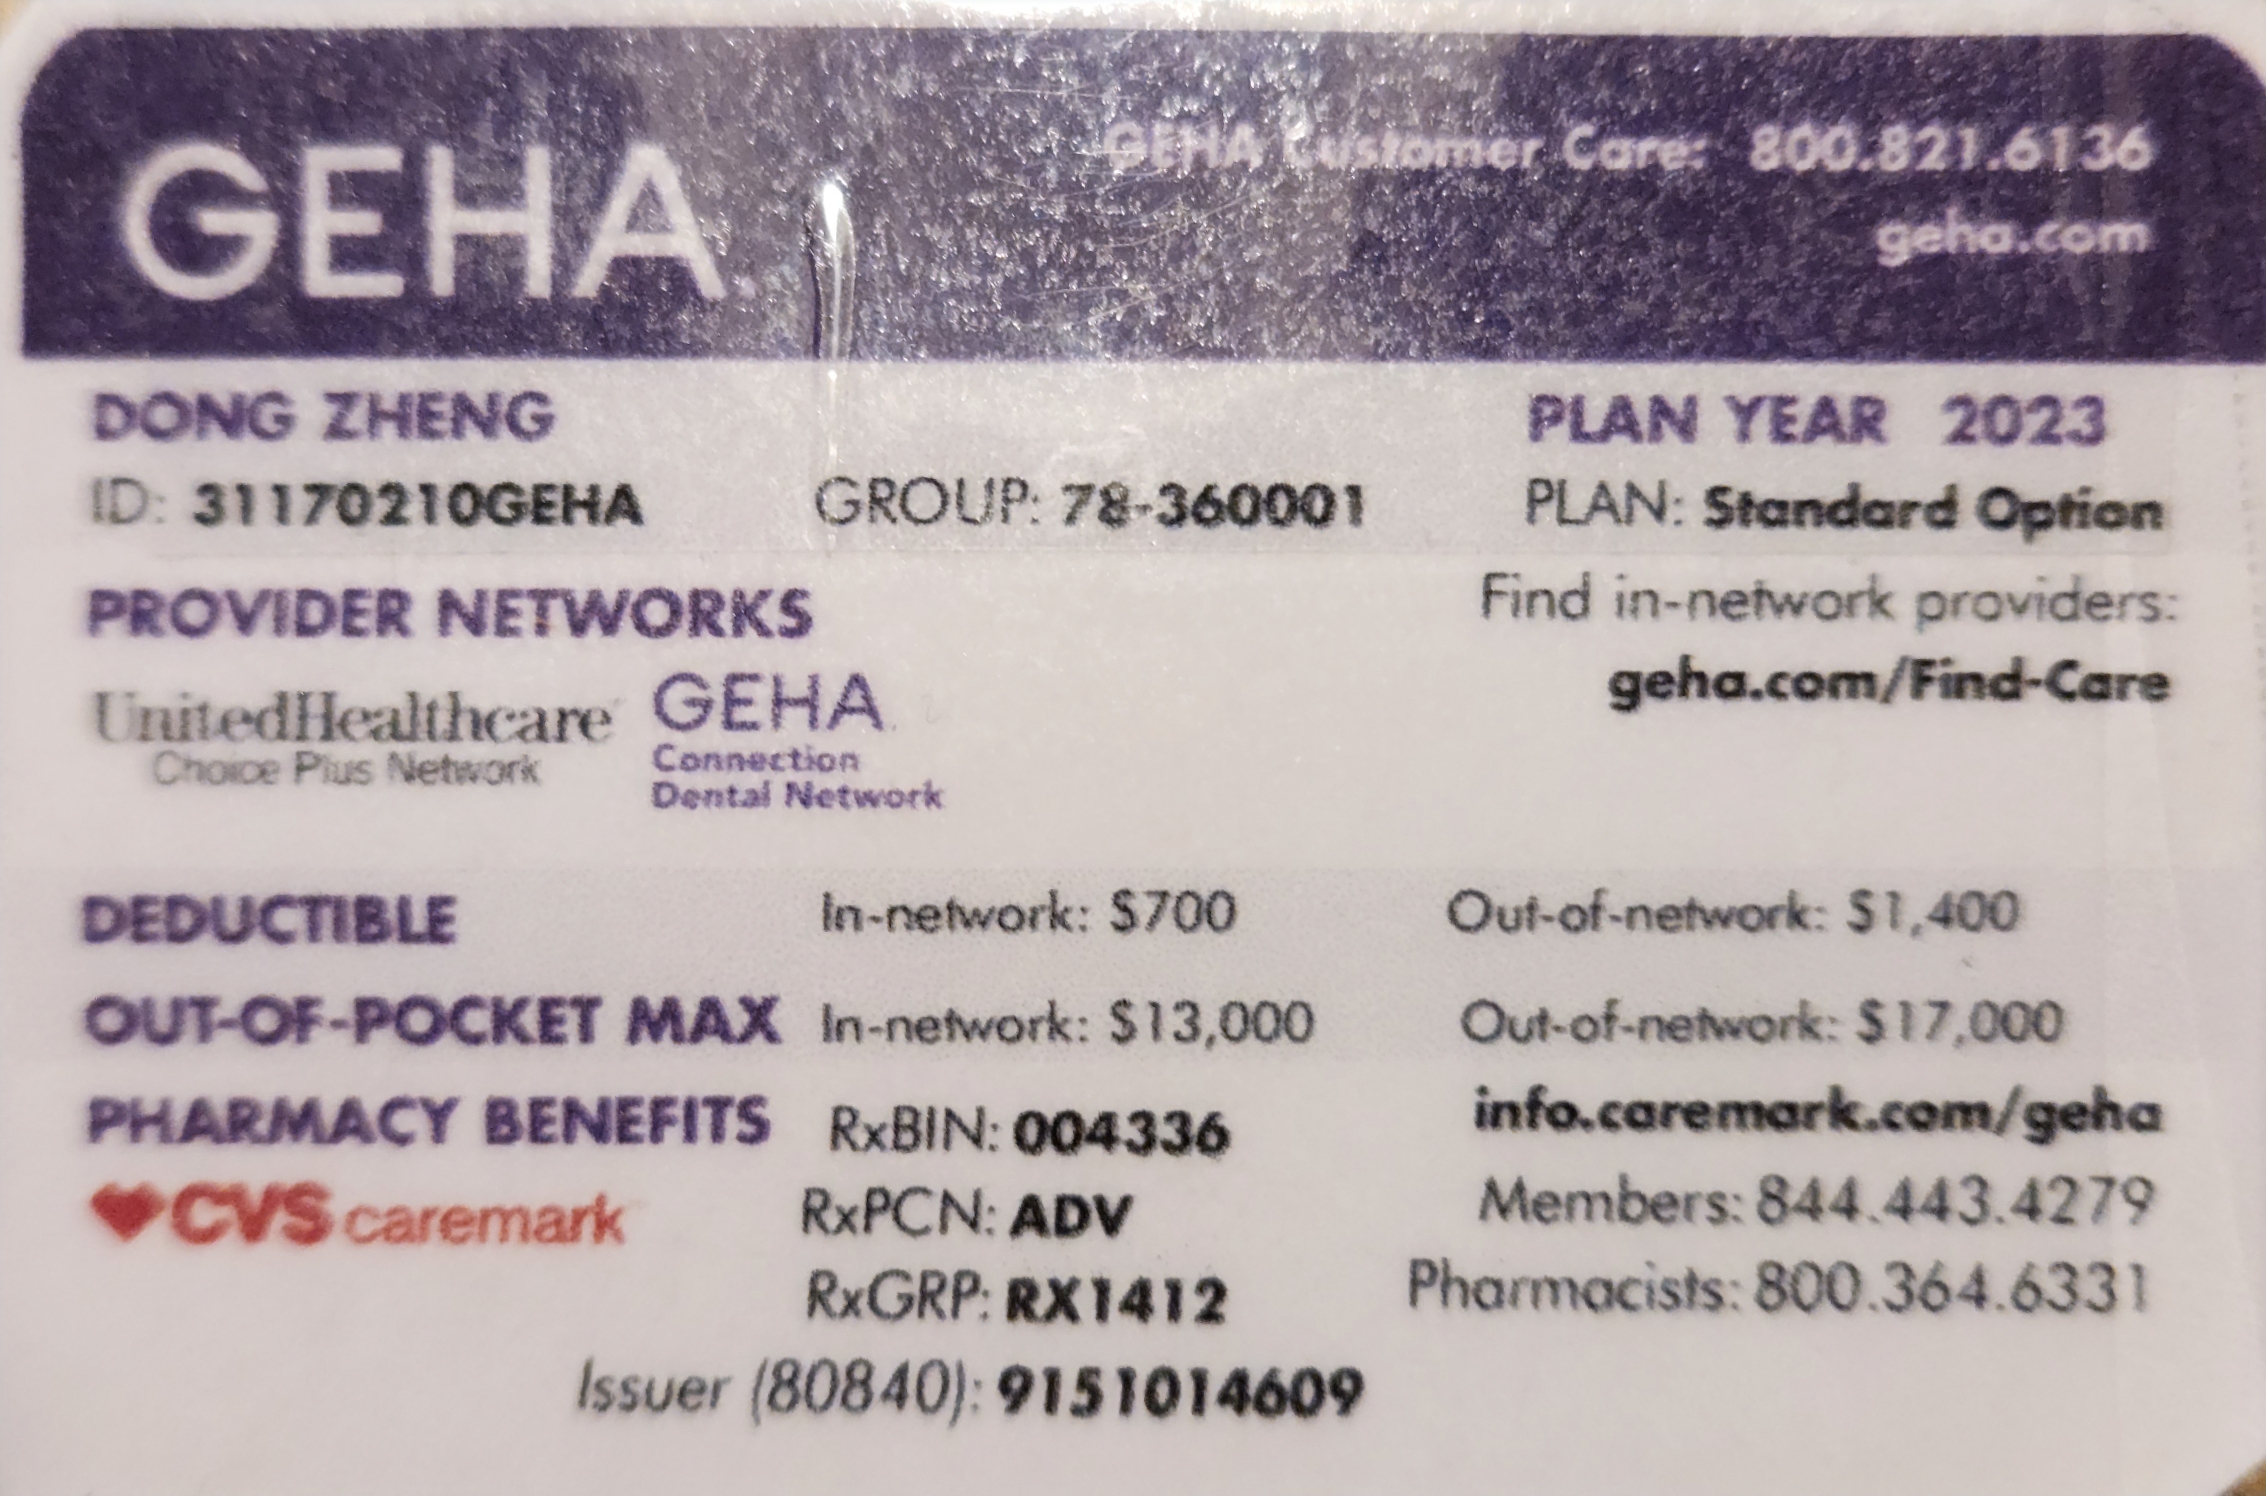 GEHA
GEHA Customer Care: 800.821.6136
geha.com
DONG ZHENG
PLAN YEAR 2023
ID: 31170210GEHA GROUP: 78-360001 PLAN: Standard Option
PROVIDER NETWORKS
Find in-network providers:
geha.com/Find-Care
UnitedHealthcare
Choice Plus Network
GEHA
Connection
Dental Network
DEDUCTIBLE In-network: $700 Out-of-network: $1,400
OUT-OF-POCKET MAX In-network: $13,000 Out-of-network: $17,000
PHARMACY BENEFITS RxBIN: 004336 info.caremark.com/geha
CVS caremark RxPCN: ADV Members: 844.443.4279
RxGRP: RX1412 Pharmacists: 800.364.6331
Issuer (80840): 9151014609